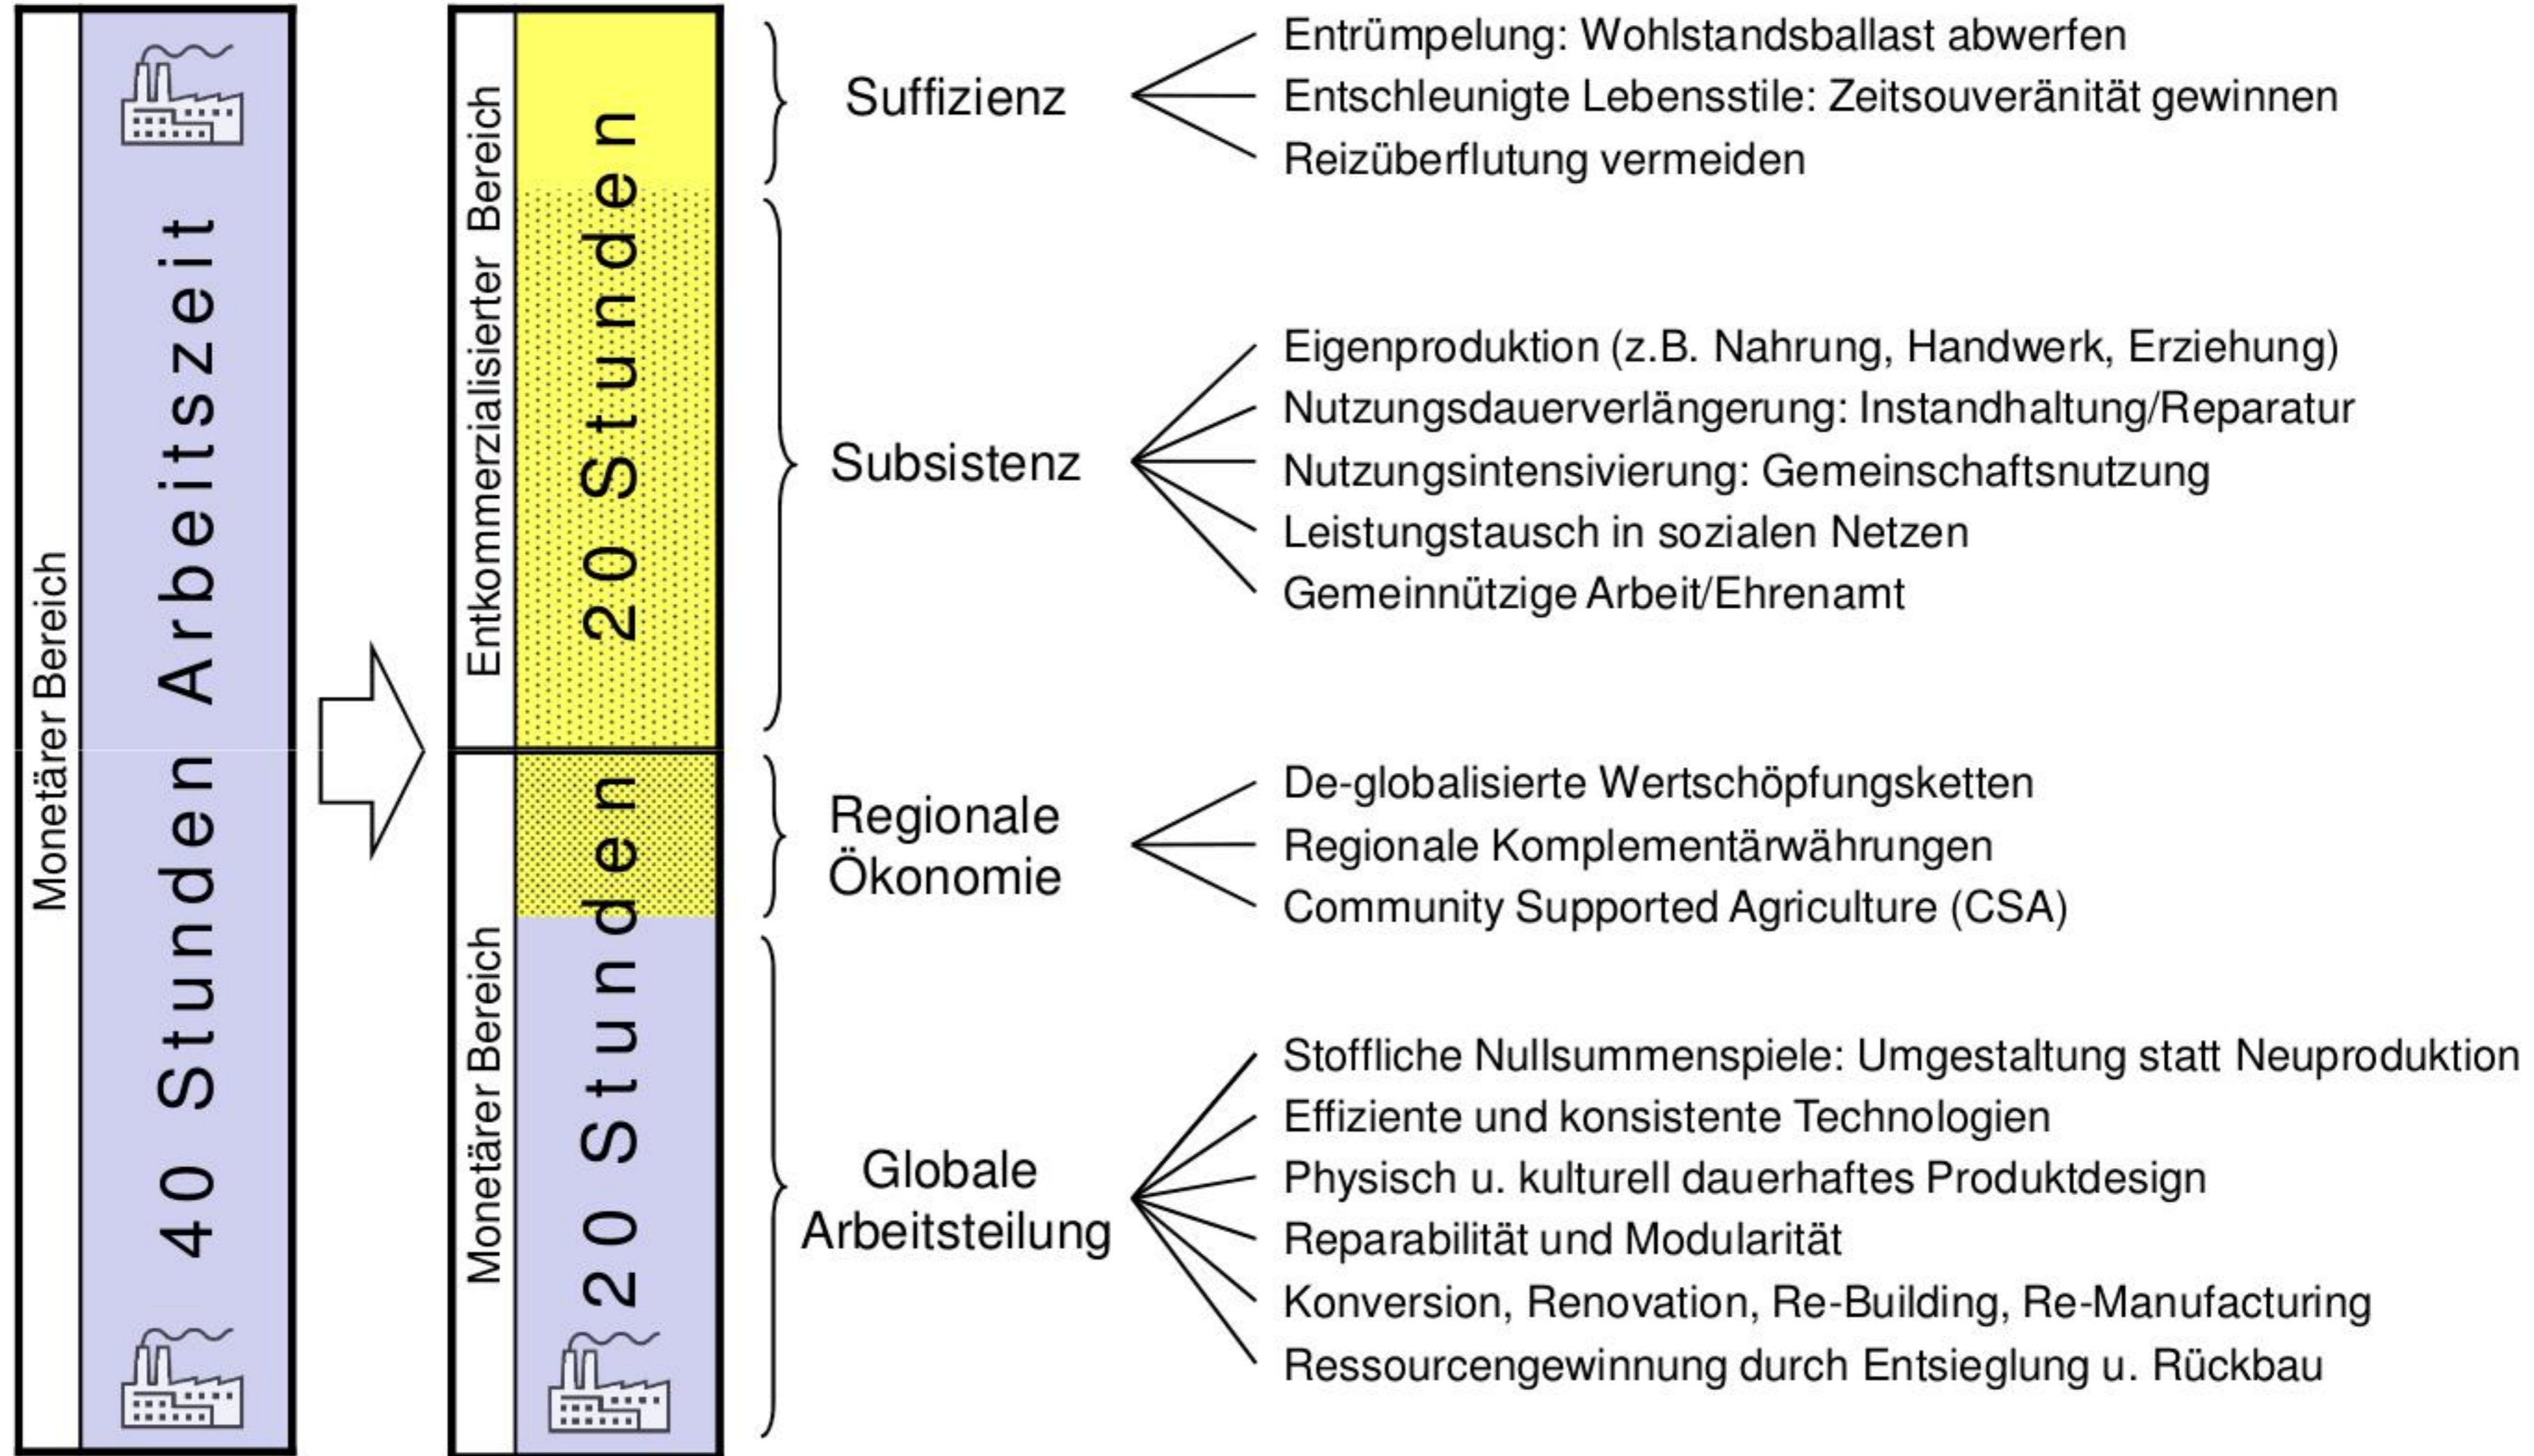 Monetärer Bereich
40 Stunden Arbeitszeit
Entkommerzialisierter Bereich
20 Stunden
Monetärer Bereich
20 Stunden
Suffizienz
Entrümpelung: Wohlstandsballast abwerfen
Entschleunigte Lebensstile: Zeitsouveränität gewinnen
Reizüberflutung vermeiden
Subsistenz
Eigenproduktion (z.B. Nahrung, Handwerk, Erziehung)
Nutzungsdauerverlängerung: Instandhaltung/Reparatur
Nutzungsintensivierung: Gemeinschaftsnutzung
Leistungstausch in sozialen Netzen
Gemeinnützige Arbeit/Ehrenamt
Regionale
Ökonomie
De-globalisierte Wertschöpfungsketten
Regionale Komplementärwährungen
Community Supported Agriculture (CSA)
Globale
Arbeitsteilung
Stoffliche Nullsummenspiele: Umgestaltung statt Neuproduktion
Effiziente und konsistente Technologien
Physisch u. kulturell dauerhaftes Produktdesign
Reparabilität und Modularität
Konversion, Renovation, Re-Building, Re-Manufacturing
Ressourcengewinnung durch Entsieglung u. Rückbau